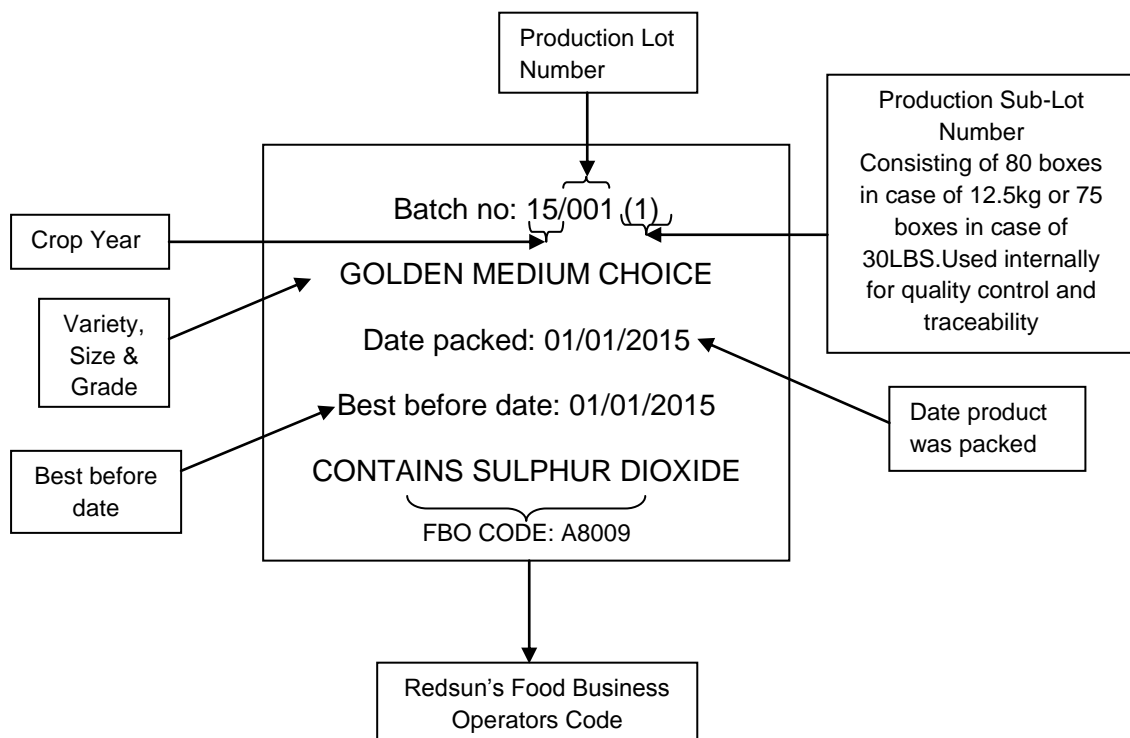 Production Lot
Number
Production Sub-Lot
Number
Consisting of 80 boxes
in case of 12.5kg or 75
boxes in case of
30LBS.Used internally
for quality control and
traceability
Batch no: 15/001 (1)
Crop Year
GOLDEN MEDIUM CHOICE
Variety,
Size &
Grade
Date packed: 01/01/2015
Best before date: 01/01/2015
Date product
was packed
Best before
date
CONTAINS SULPHUR DIOXIDE
FBO CODE: A8009
Redsun’s Food Business
Operators Code